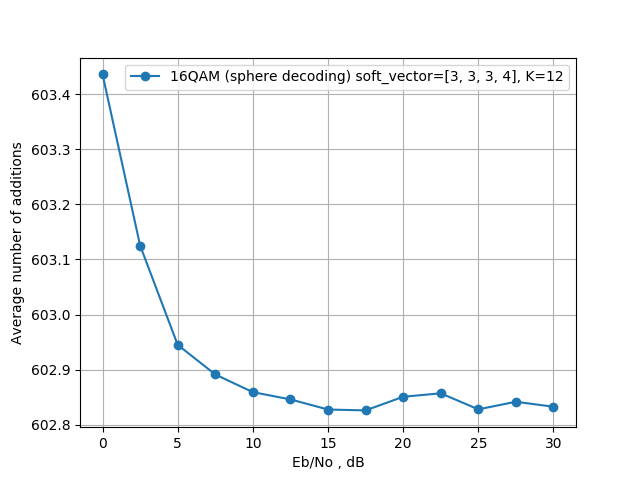 16QAM (sphere decoding) soft_vector=[3, 3, 3, 4], K=12
Average number of additions
603.4
603.3
603.2
603.1
603.0
602.9
602.8
0 5 10 15 20 25 30
Eb/No , dB